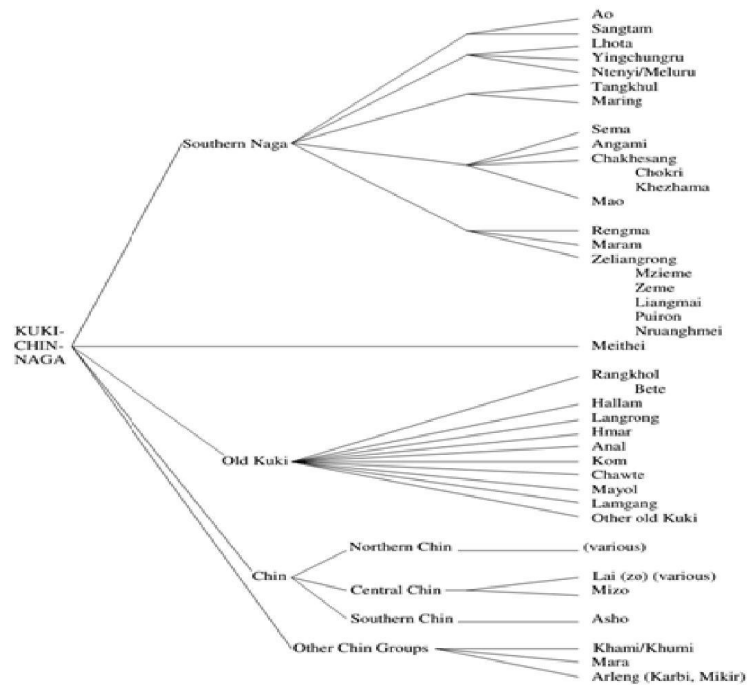 Ao
Sangtam
Lhota
Yingchungru
Ntenyi/Meluru
Tangkhul
Maring
Southern Naga
Sema
Angami
Chakhesang
Chokri
Khezhama
Mao
Rengma
Maram
Zeliangrong
Mzieme
Zeme
Liangmai
Puiron
Nruanghmei
KUKI-
CHIN-
NAGA
Meithei
Rangkhol
Bete
Hallam
Langrong
Hmar
Anal
Old Kuki
Kom
Chawte
Mayol
Lamgang
Other old Kuki
Northern Chin
(various)
Chin
Central Chin
Lai (zo) (various)
Mizo
Southern Chin
Asho
Other Chin Groups
Khami/Khumi
Mara
Arleng (Karbi, Mikir)